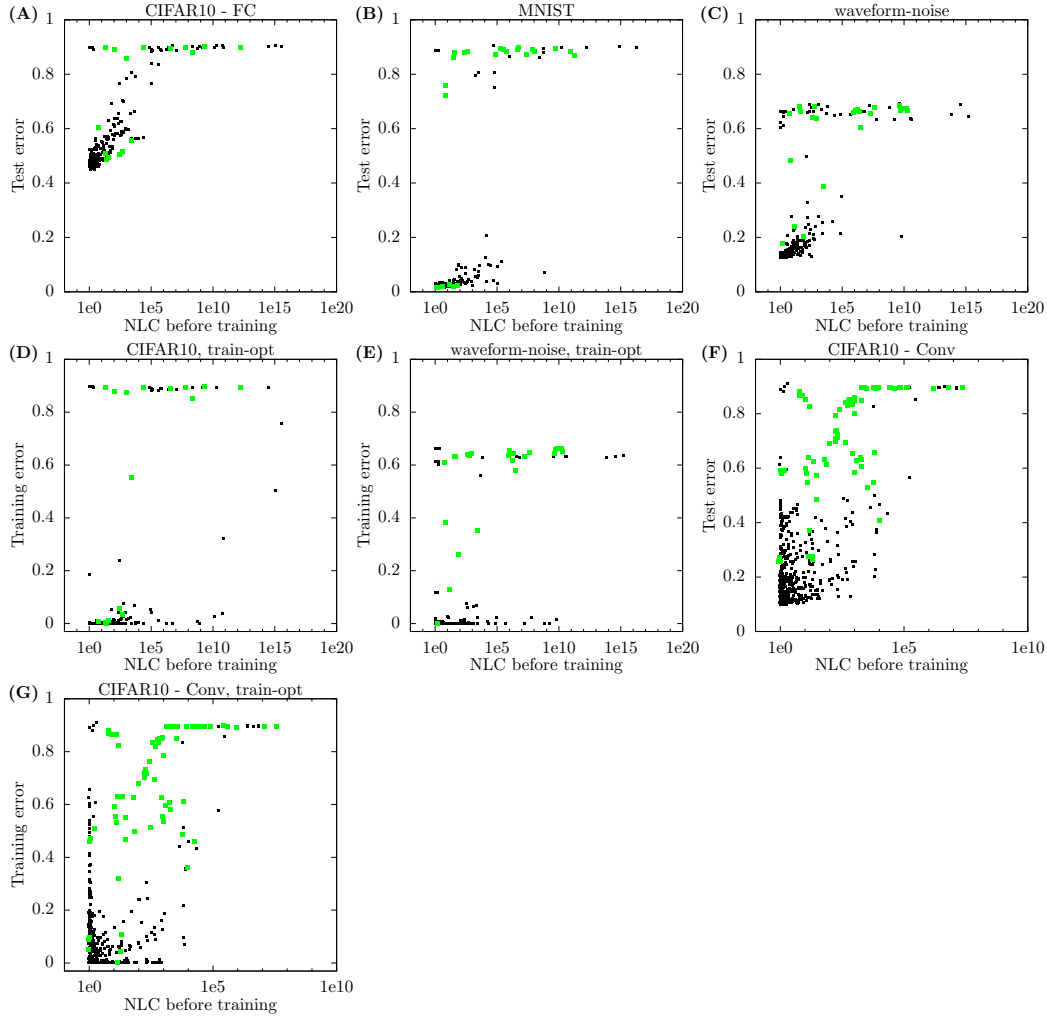 (A) CIFAR10 - FC
1
0.8
0.6
0.4
0.2
0
Test error
1e0 1e5 1e10 1e15 1e20
NLC before training
(B) MNIST
1
0.8
0.6
0.4
0.2
0
Test error
1e0 1e5 1e10 1e15 1e20
NLC before training
(C) waveform-noise
1
0.8
0.6
0.4
0.2
0
Test error
1e0 1e5 1e10 1e15 1e20
NLC before training
(D) CIFAR10, train-opt
1
0.8
0.6
0.4
0.2
0
Training error
1e0 1e5 1e10 1e15 1e20
NLC before training
(E) waveform-noise, train-opt
1
0.8
0.6
0.4
0.2
0
Training error
1e0 1e5 1e10 1e15 1e20
NLC before training
(F) CIFAR10 - Conv
1
0.8
0.6
0.4
0.2
0
Test error
1e0 1e5 1e10
NLC before training
(G) CIFAR10 - Conv, train-opt
1
0.8
0.6
0.4
0.2
0
Training error
1e0 1e5 1e10
NLC before training